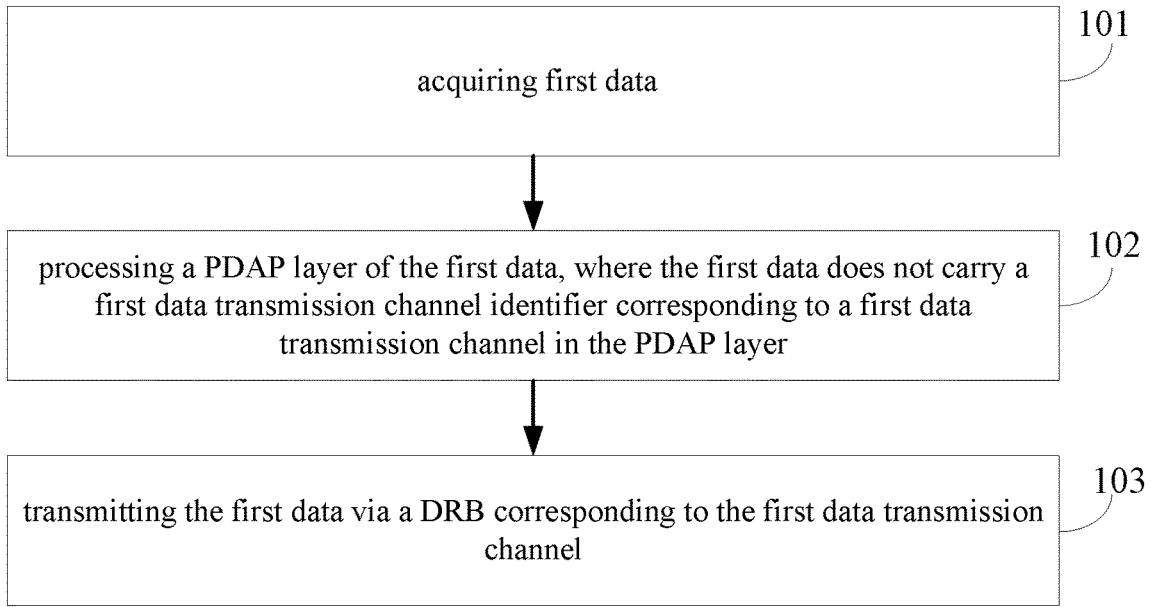 101
acquiring first data
102
processing a PDAP layer of the first data, where the first data does not carry a
first data transmission channel identifier corresponding to a first data
transmission channel in the PDAP layer
103
transmitting the first data via a DRB corresponding to the first data transmission
channel